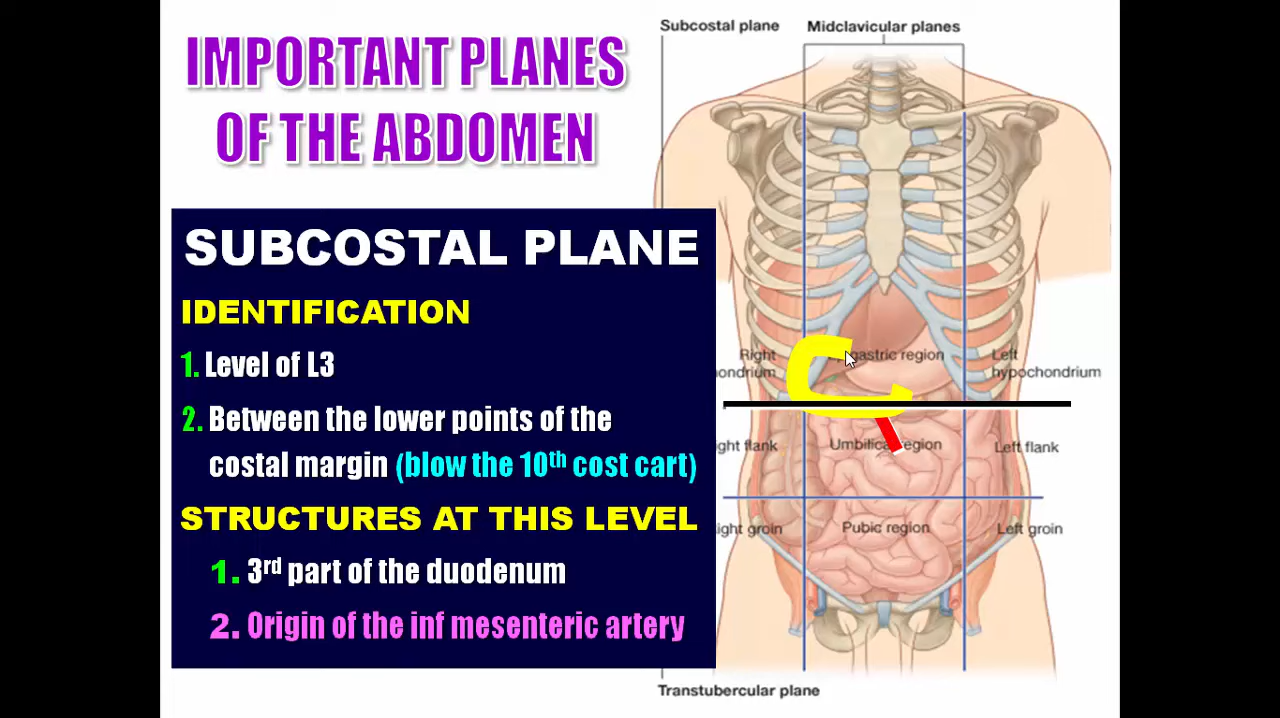 IMPORTANT PLANES
OF THE ABDOMEN
SUBCOSTAL PLANE
IDENTIFICATION
1. Level of L3
2. Between the lower points of the
costal margin (blow the 10th cost cart)
STRUCTURES AT THIS LEVEL
1. 3rd part of the duodenum
2. Origin of the inf mesenteric artery
Subcostal plane
Midclavicular planes
Right
ondrium
gastric region
Left
hypochondrium
ght flank
Umbilical region
Left flank
ght groin
Pubic region
Left groin
Transtubercular plane